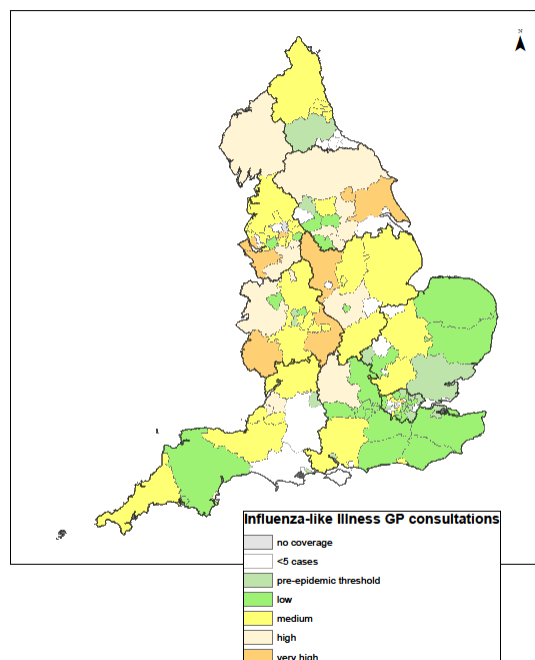 N
Influenza-like Illness GP consultations
no coverage
<5 cases
pre-epidemic threshold
low
medium
high
very high